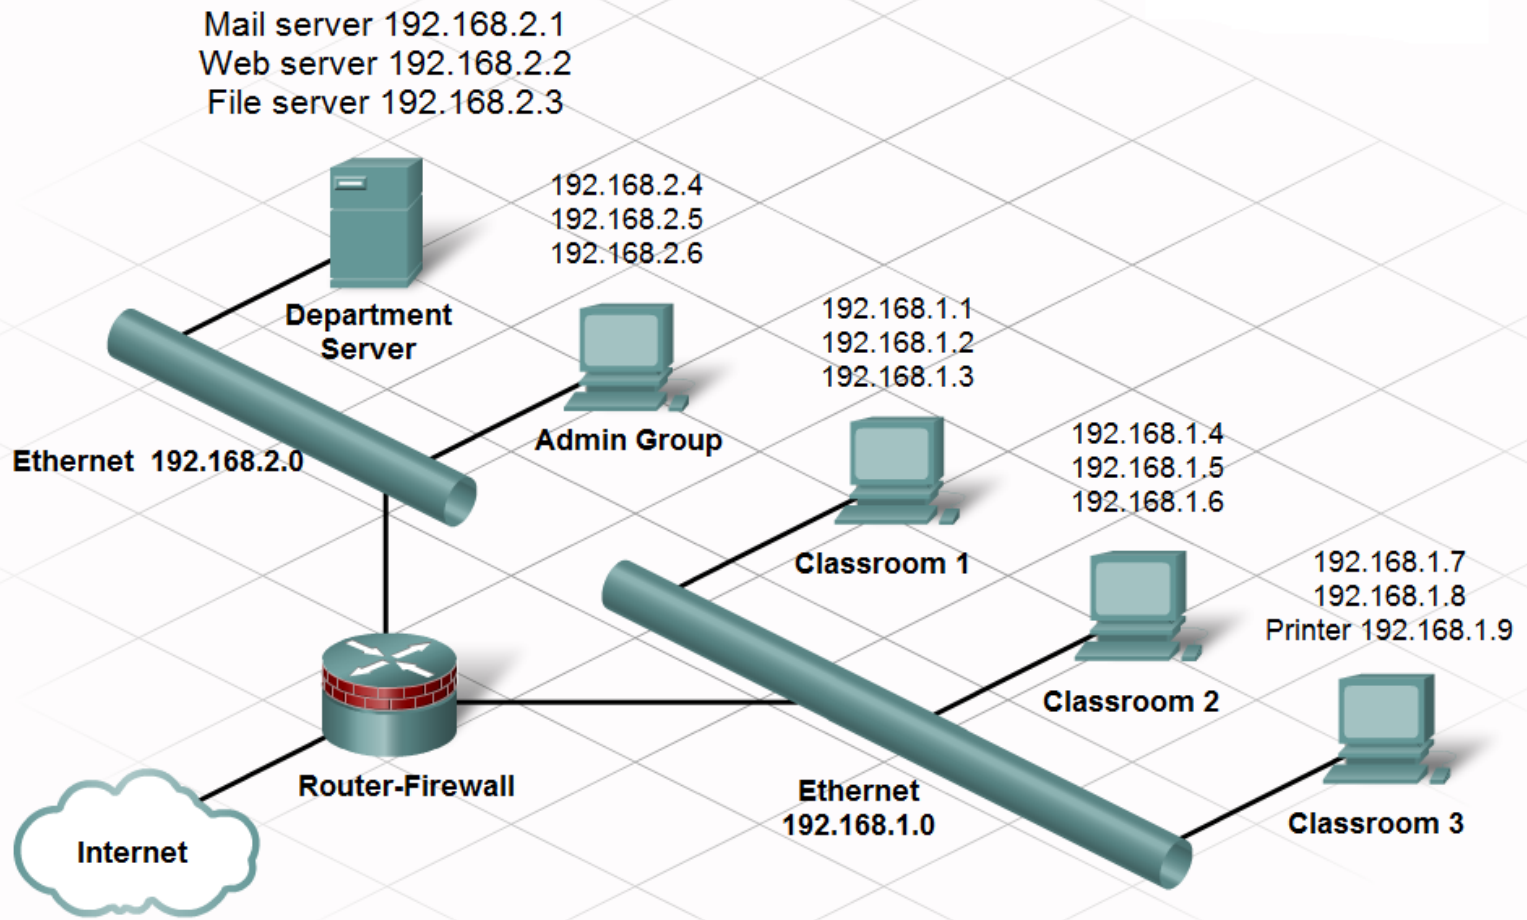 Mail server 192.168.2.1
Web server 192.168.2.2
File server 192.168.2.3
192.168.2.4
192.168.2.5
192.168.2.6
Department
Server
192.168.1.1
192.168.1.2
192.168.1.3
Admin Group
Ethernet 192.168.2.0
192.168.1.4
192.168.1.5
192.168.1.6
Classroom 1
192.168.1.7
192.168.1.8
Printer 192.168.1.9
Classroom 2
Router-Firewall
Ethernet
192.168.1.0
Classroom 3
Internet